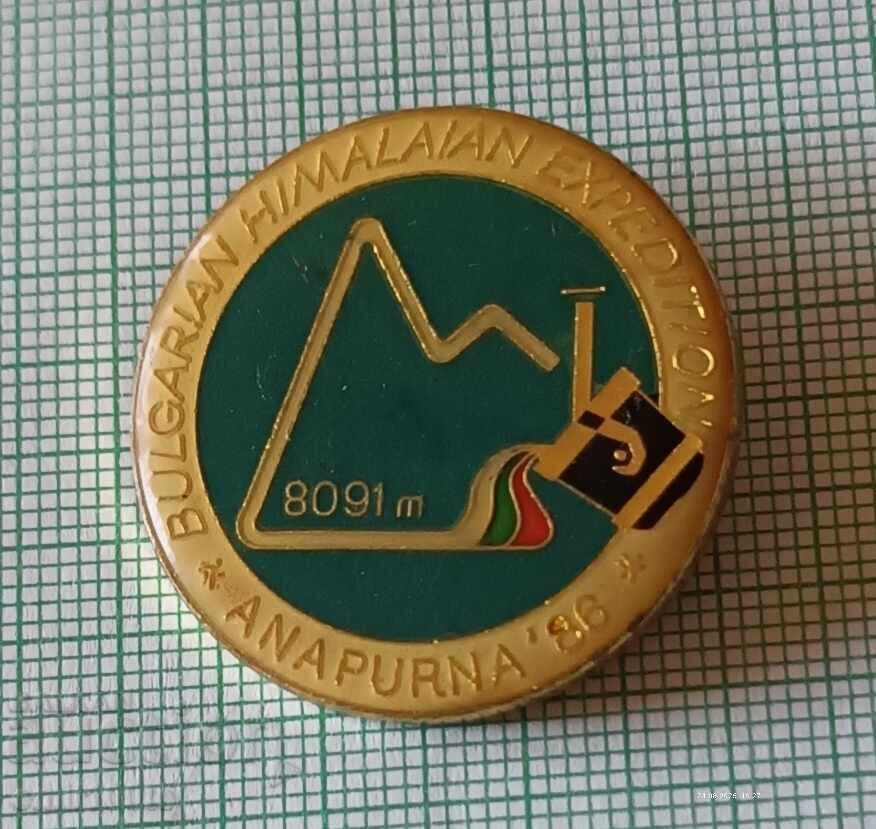 BULGARIAN HIMALAIAN EXPEDITION
8091 m
* ANAPURNA '86 *